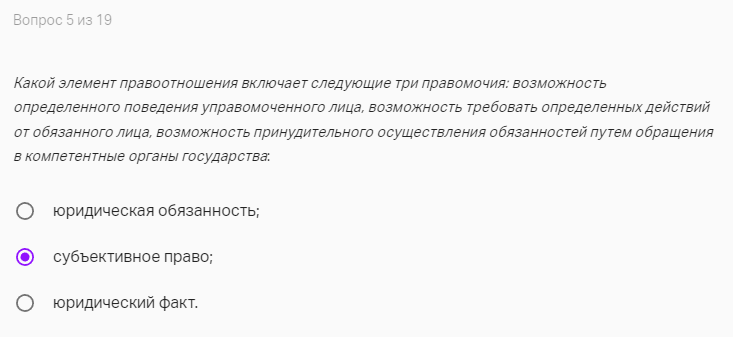 Вопрос 5 из 19
Какой элемент правоотношения включает следующие три правомочия: возможность
определенного поведения управомоченного лица, возможность требовать определенных действий
от обязанного лица, возможность принудительного осуществления обязанностей путем обращения
в компетентные органы государства:
юридическая обязанность;
субъективное право;
юридический факт.